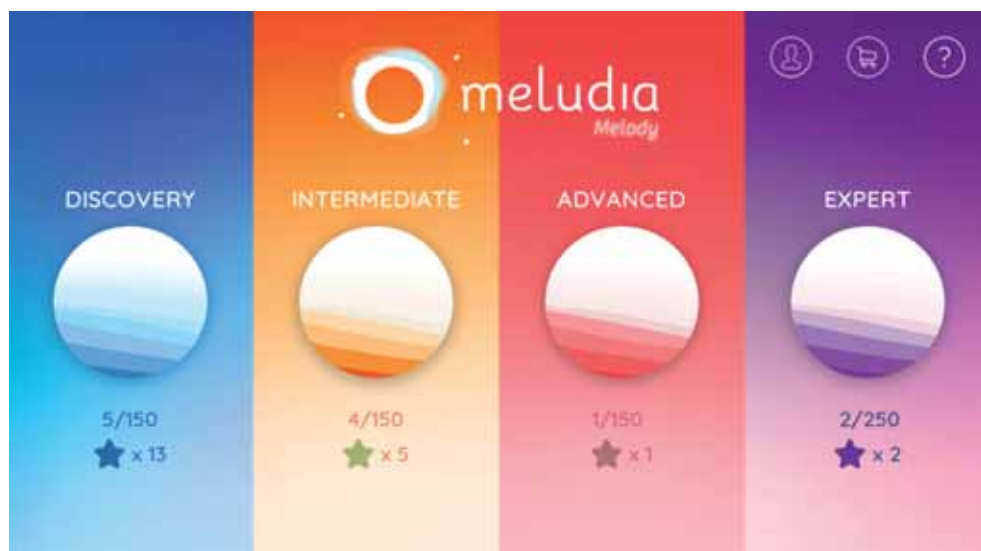 meludia
Melody
?
DISCOVERY
INTERMEDIATE
ADVANCED
EXPERT
5/150
4/150
1/150
2/250
x 13
x 5
x 1
x 2